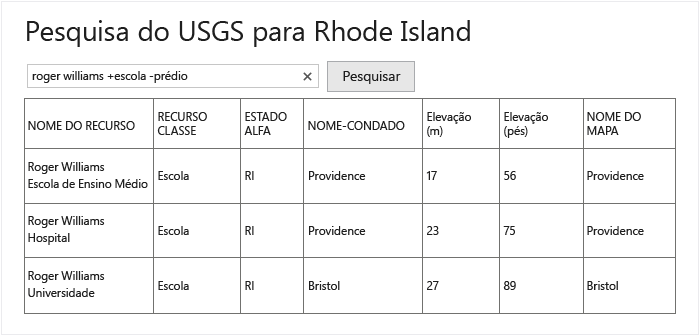 Pesquisa do USGS para Rhode Island
roger williams +escola -prédio × Pesquisar
NOME DO RECURSO RECURSO CLASSE ESTADO ALFA NOME-CONDADO Elevação (m) Elevação (pés) NOME DO MAPA
Roger Williams Escola de Ensino Médio Escola RI Providence 17 56 Providence
Roger Williams Hospital Escola RI Providence 23 75 Providence
Roger Williams Universidade Escola RI Bristol 27 89 Bristol